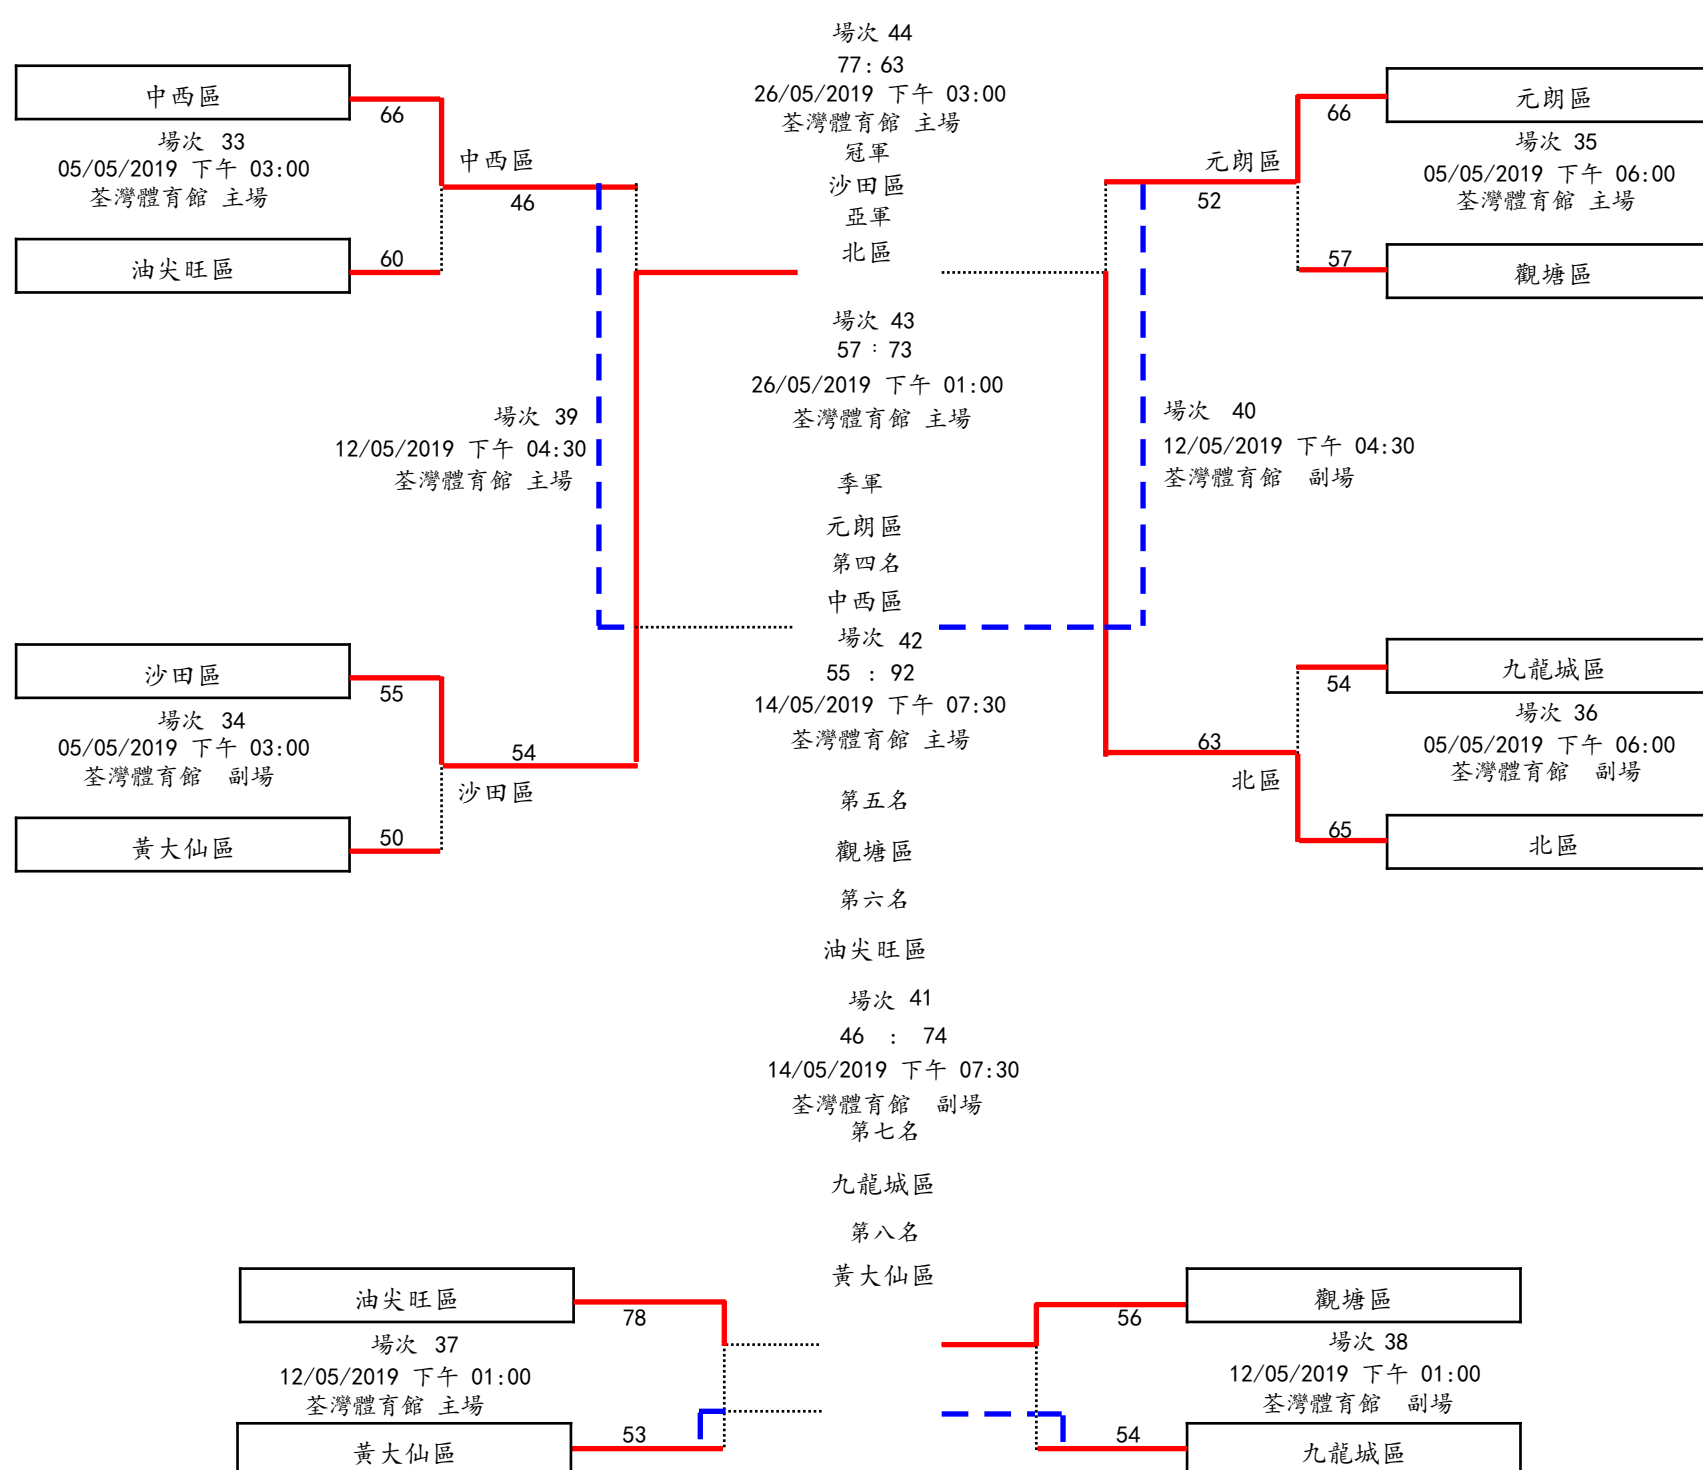 場次 44
77:63
26/05/2019 下午 03:00
荃灣體育館 主場
冠軍
沙田區
亞軍
北區
中西區
66
場次 33
05/05/2019 下午 03:00
荃灣體育館 主場
油尖旺區
60
中西區
46
元朗區
66
場次 35
05/05/2019 下午 06:00
荃灣體育館 主場
觀塘區
57
元朗區
52
場次 43
57 : 73
26/05/2019 下午 01:00
荃灣體育館 主場
場次 39
12/05/2019 下午 04:30
荃灣體育館 主場
場次 40
12/05/2019 下午 04:30
荃灣體育館 副場
季軍
元朗區
第四名
中西區
場次 42
55 : 92
14/05/2019 下午 07:30
荃灣體育館 主場
沙田區
55
場次 34
05/05/2019 下午 03:00
荃灣體育館 副場
黃大仙區
50
54
沙田區
九龍城區
54
場次 36
05/05/2019 下午 06:00
荃灣體育館 副場
北區
65
63
北區
第五名
觀塘區
第六名
油尖旺區
場次 41
46 : 74
14/05/2019 下午 07:30
荃灣體育館 副場
第七名
九龍城區
第八名
黃大仙區
油尖旺區
78
場次 37
12/05/2019 下午 01:00
荃灣體育館 主場
黃大仙區
53
觀塘區
56
場次 38
12/05/2019 下午 01:00
荃灣體育館 副場
九龍城區
54